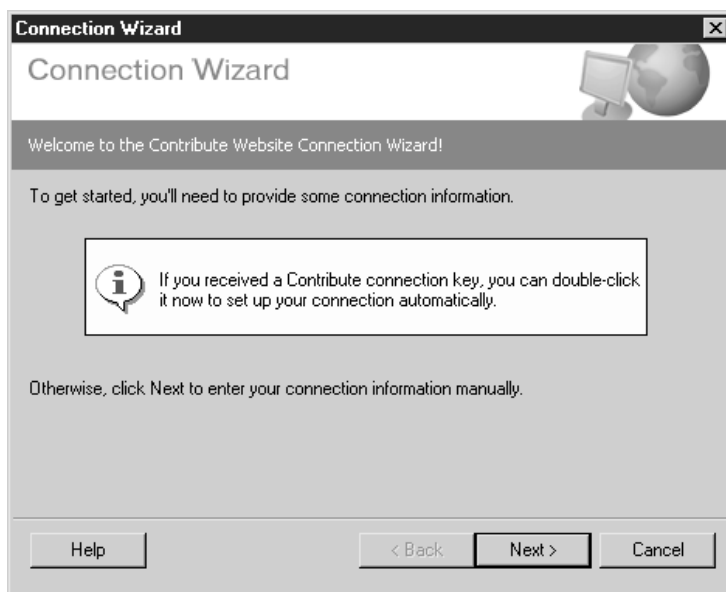 Connection Wizard
Connection Wizard
Welcome to the Contribute Website Connection Wizard!
To get started, you'll need to provide some connection information.
If you received a Contribute connection key, you can double-click
it now to set up your connection automatically.
Otherwise, click Next to enter your connection information manually.
Help
< Back
Next >
Cancel